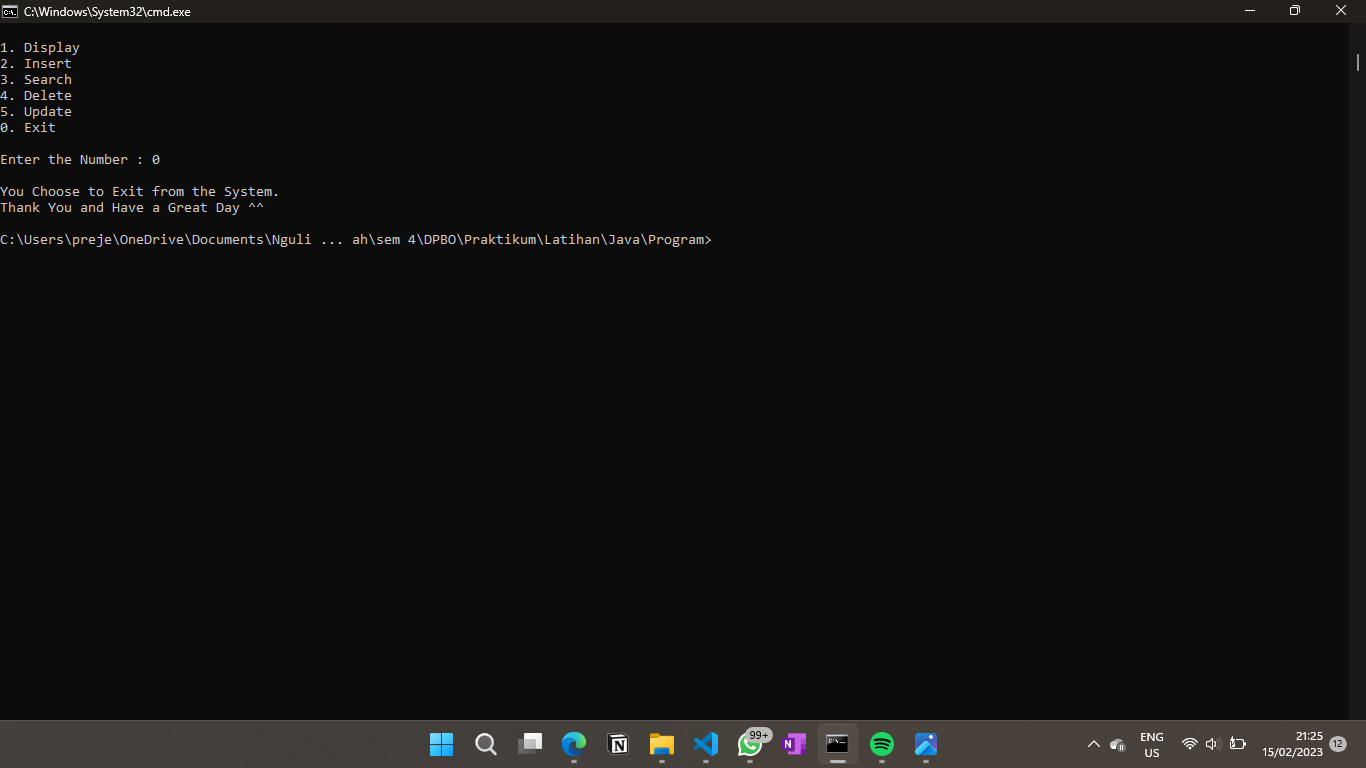 C:\Windows\System32\cmd.exe
1. Display
2. Insert
3. Search
4. Delete
5. Update
0. Exit
Enter the Number : 0
You Choose to Exit from the System.
Thank You and Have a Great Day ^^
C:\Users\preje\OneDrive\Documents\Nguli ... ah\sem 4\DPBO\Praktikum\Latihan\Java\Program>
99+
ENG
US
21:25
15/02/2023
12